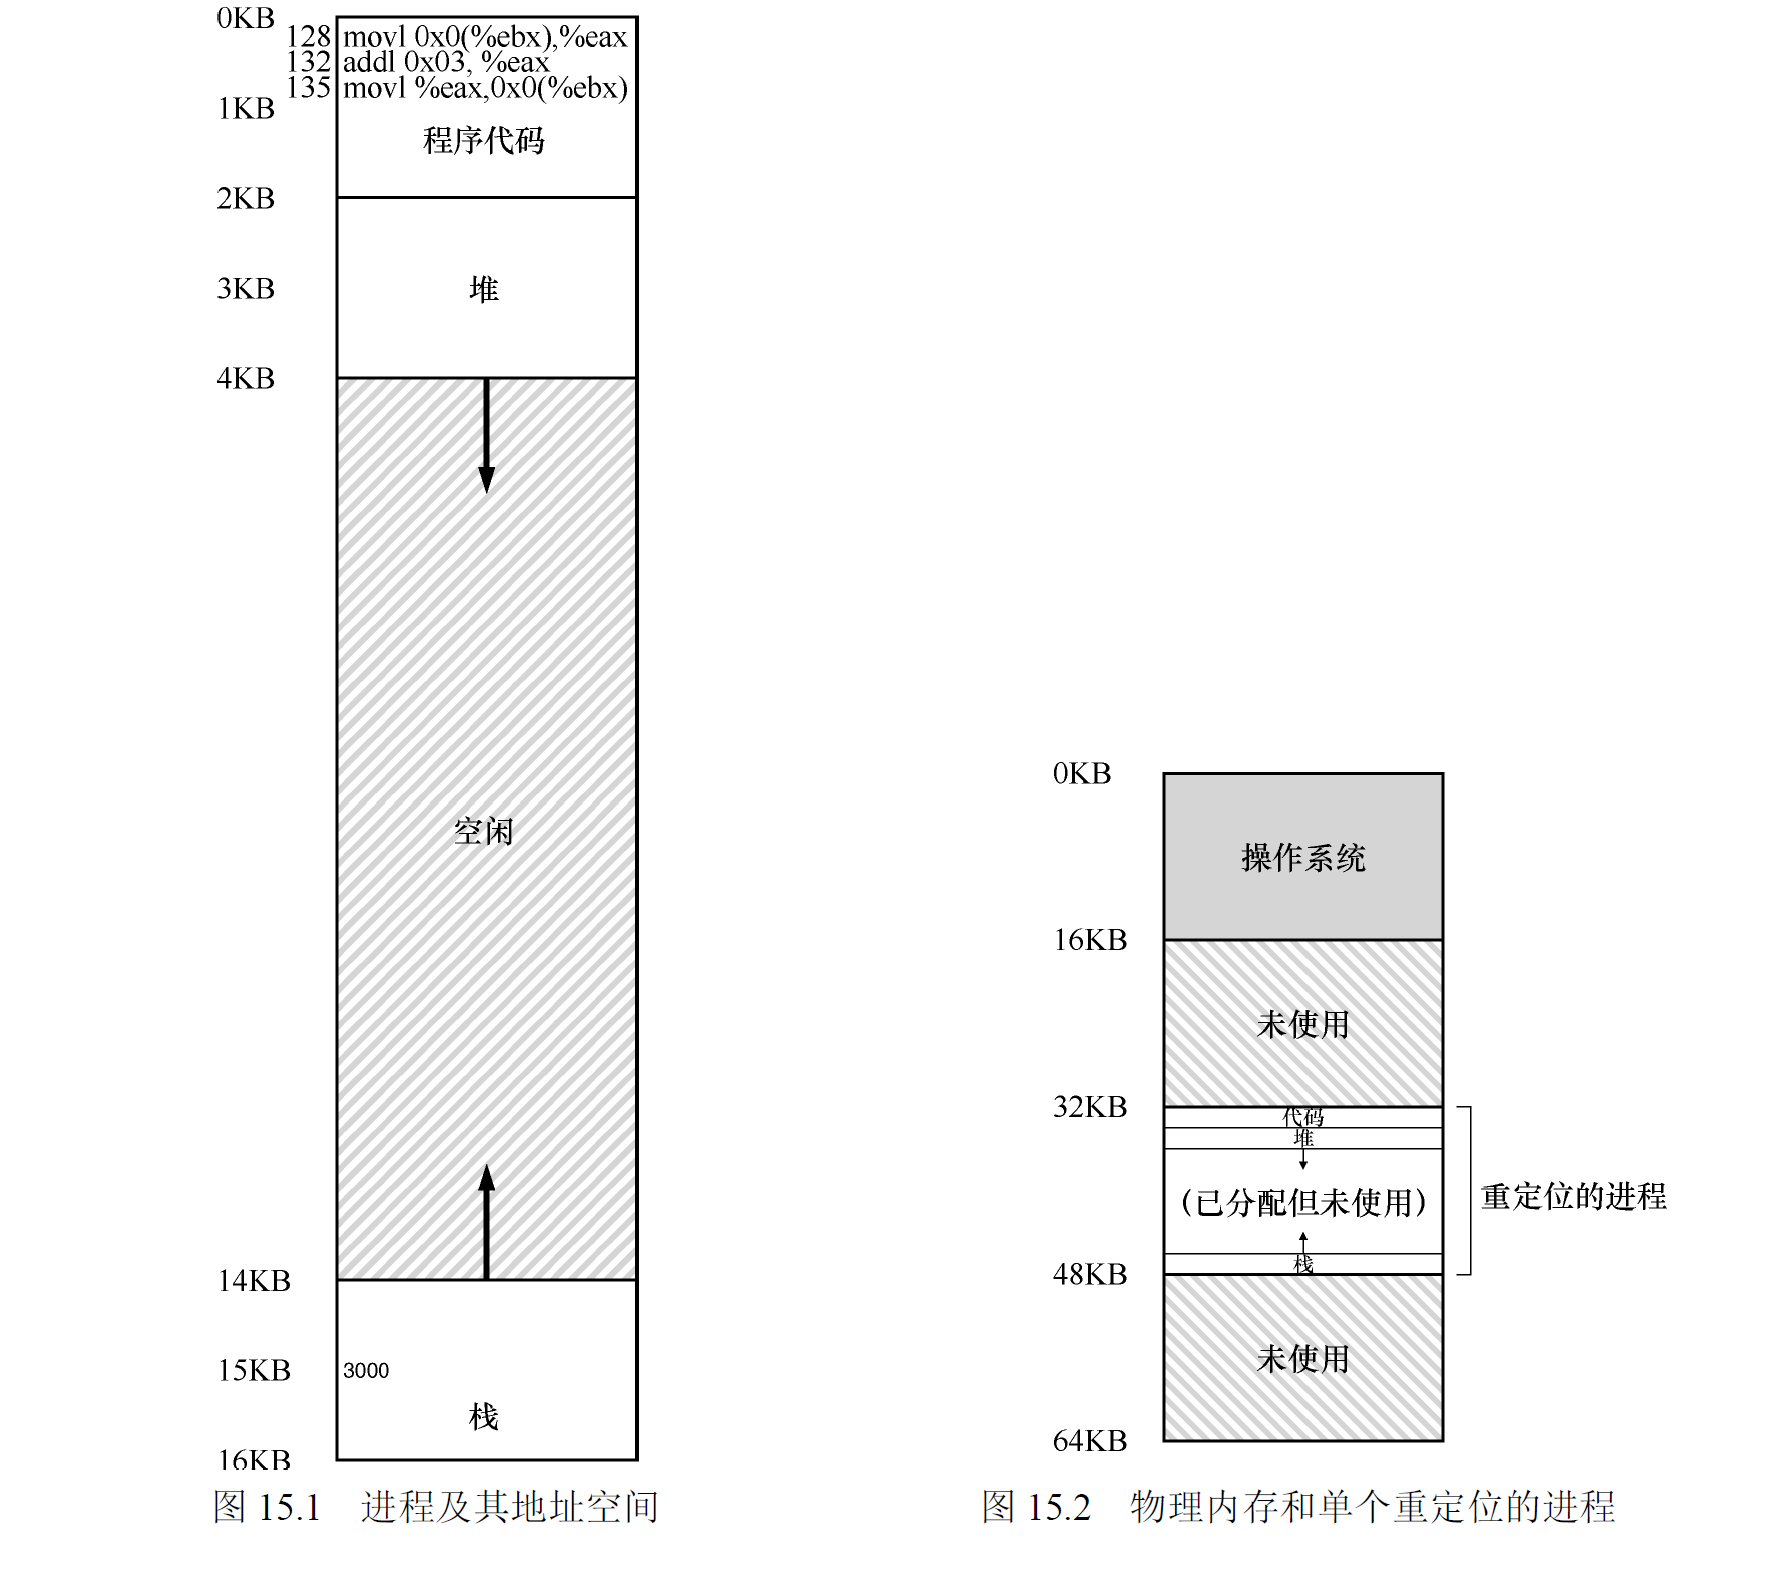 0KB
128 movl 0x0(%ebx),%eax
132 addl 0x03, %eax
135 movl %eax,0x0(%ebx)
1KB
程序代码
2KB
堆
3KB
4KB
空闲
14KB
15KB 3000
栈
16KB
图 15.1 进程及其地址空间
0KB
操作系统
16KB
未使用
32KB
代码
堆
(已分配但未使用)
重定位的进程
栈
48KB
未使用
64KB
图 15.2 物理内存和单个重定位的进程